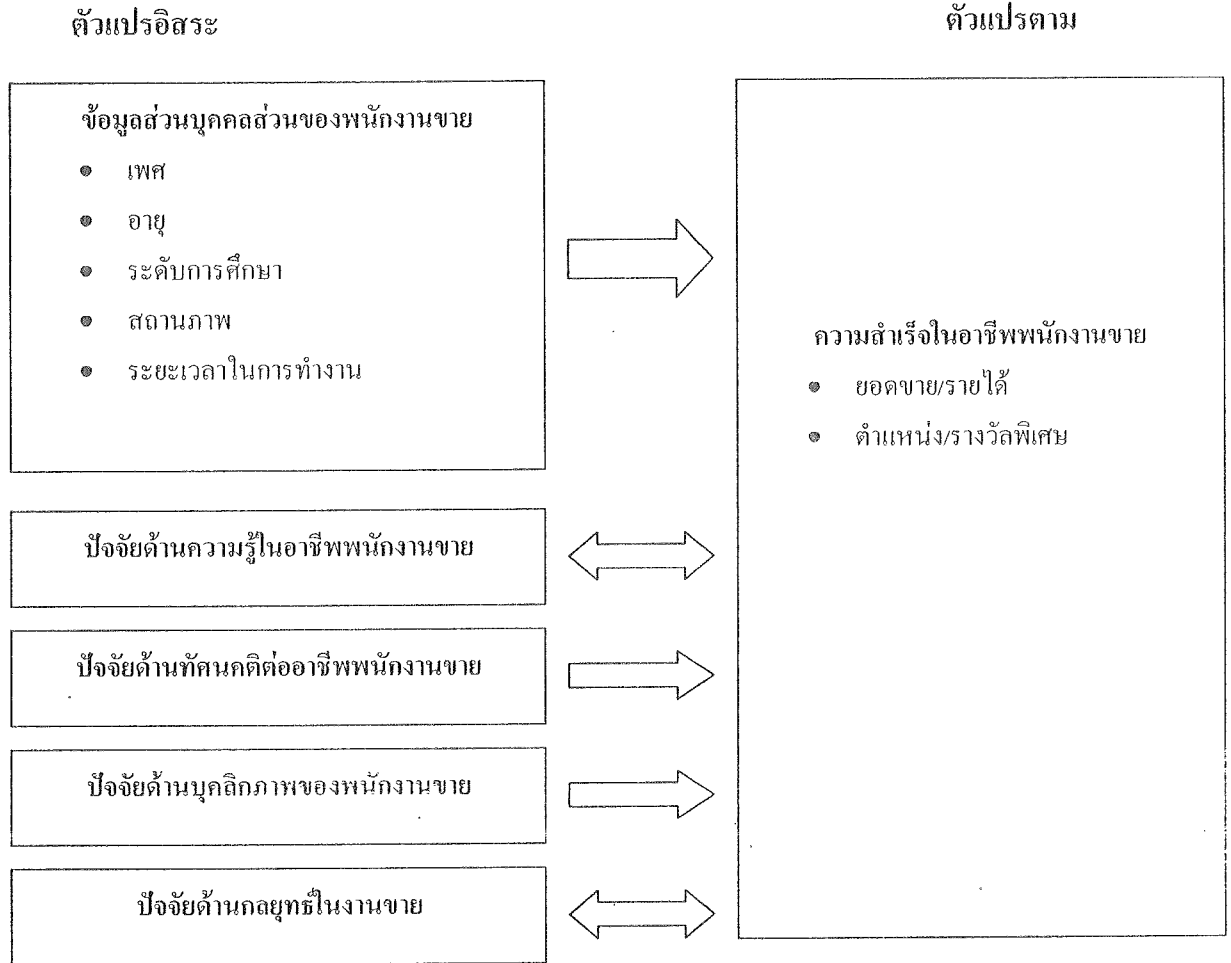 ตัวแปรอิสระ
ตัวแปรตาม
ข้อมูลส่วนบุคคลส่วนของพนักงานขาย
• เพศ
• อายุ
• ระดับการศึกษา
• สถานภาพ
• ระยะเวลาในการทำงาน
ปัจจัยด้านความรู้ในอาชีพพนักงานขาย
ปัจจัยด้านทัศนคติต่ออาชีพพนักงานขาย
ปัจจัยด้านบุคลิกภาพของพนักงานขาย
ปัจจัยด้านกลยุทธ์ในงานขาย
ความสำเร็จในอาชีพพนักงานขาย
• ยอดขาย/รายได้
• ตำแหน่ง/รางวัลพิเศษ